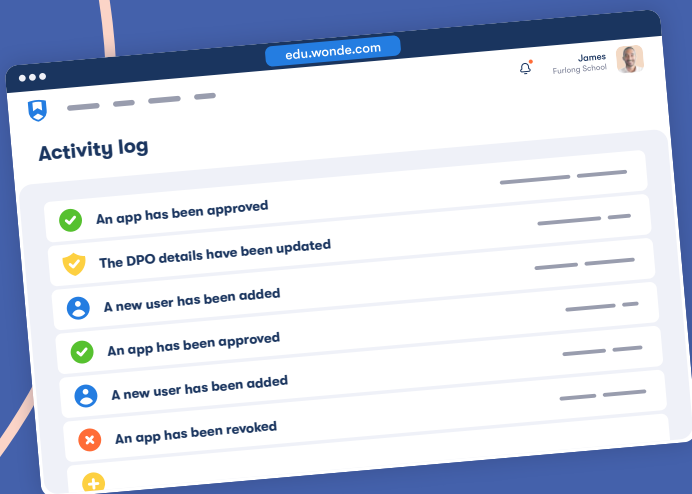 edu.wonde.com
James
Furlong School
Activity log
An app has been approved
The DPO details have been updated
A new user has been added
An app has been approved
A new user has been added
An app has been revoked